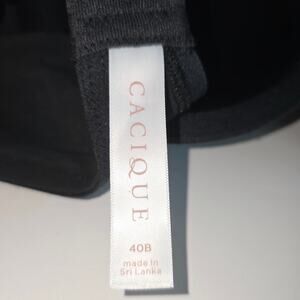 CACIQUE
40B
made in
Sri Lanka